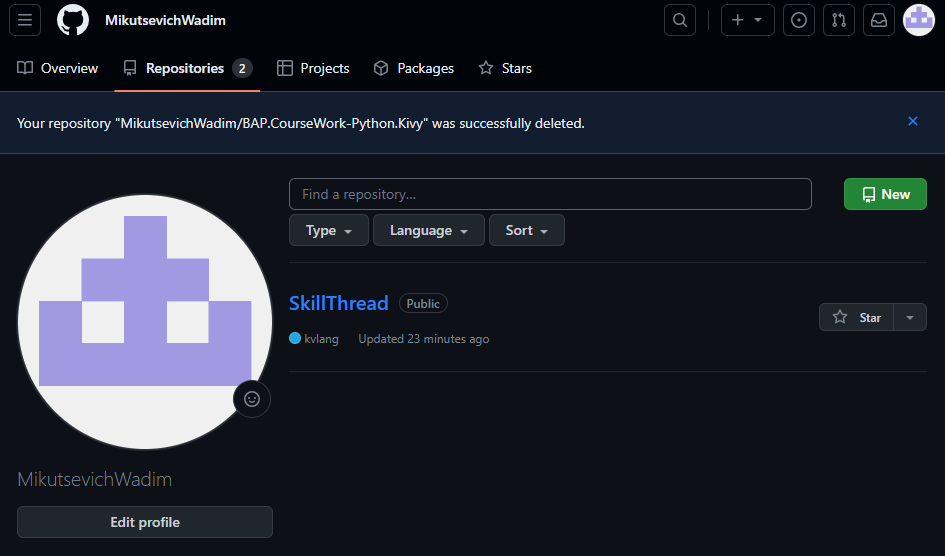 MikutsevichWadim
Overview Repositories 2 Projects Packages Stars
Your repository "MikutsevichWadim/BAP.CourseWork-Python.Kivy" was successfully deleted.
Find a repository...
New
Type Language Sort
SkillThread Public
Star
kvlang Updated 23 minutes ago
MikutsevichWadim
Edit profile